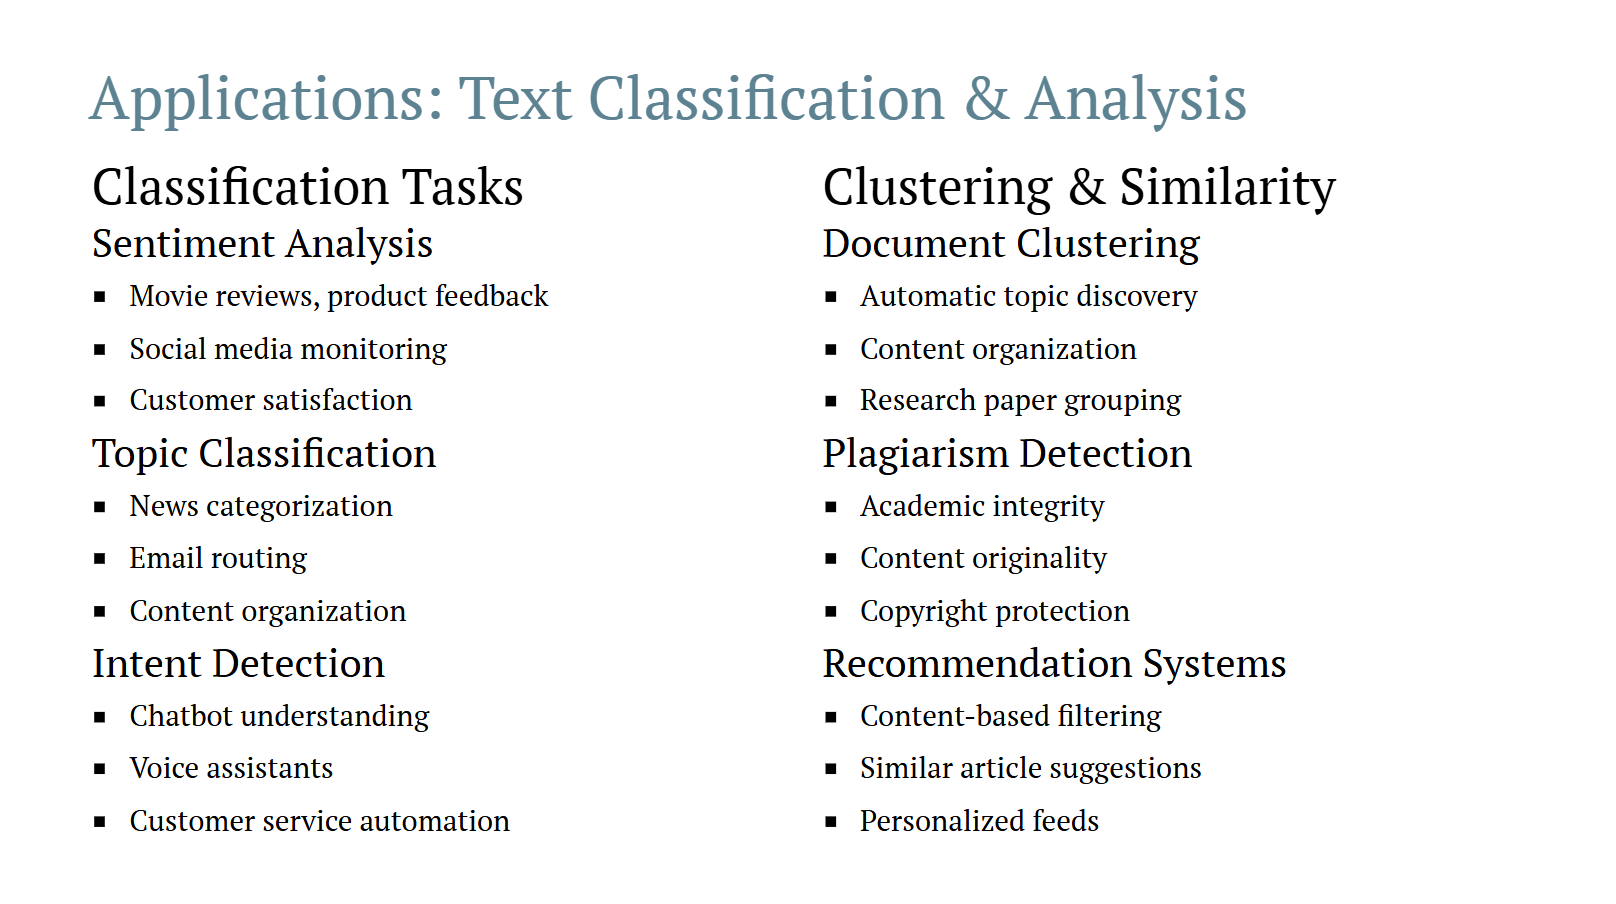 Applications: Text Classification & Analysis
Classification Tasks
Sentiment Analysis
▪ Movie reviews, product feedback
▪ Social media monitoring
▪ Customer satisfaction
Topic Classification
▪ News categorization
▪ Email routing
▪ Content organization
Intent Detection
▪ Chatbot understanding
▪ Voice assistants
▪ Customer service automation
Clustering & Similarity
Document Clustering
▪ Automatic topic discovery
▪ Content organization
▪ Research paper grouping
Plagiarism Detection
▪ Academic integrity
▪ Content originality
▪ Copyright protection
Recommendation Systems
▪ Content-based filtering
▪ Similar article suggestions
▪ Personalized feeds